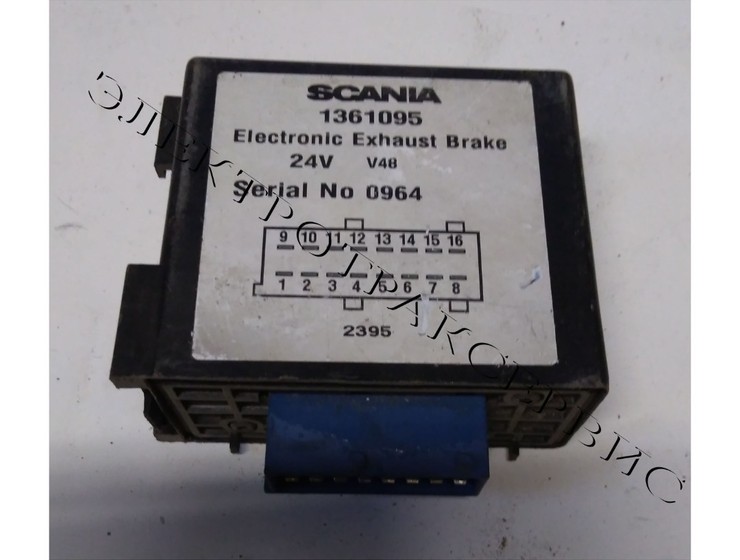 SCANIA
1361095
Electronic Exhaust Brake
24V V48
Serial No 0964
9 10 11 12 13 14 15 16
1 2 3 4 5 6 7 8
2395
ЭЛЕКТРОТРАКСЕРВИС